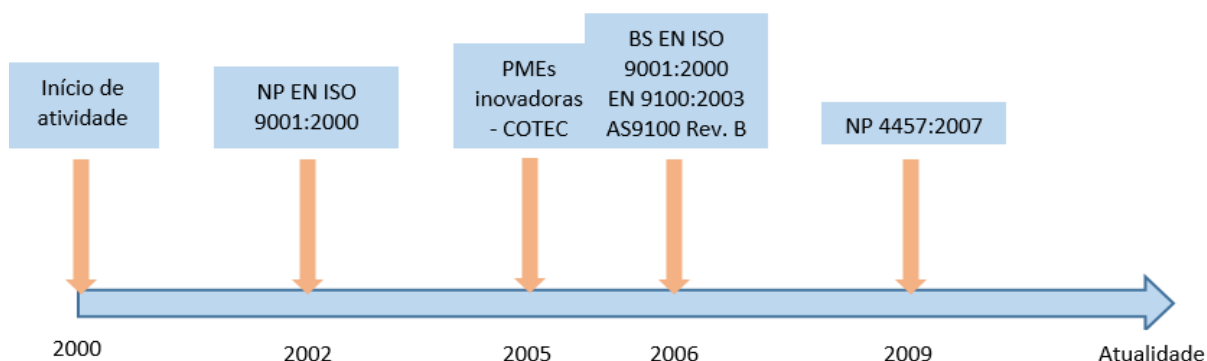 Início de
atividade
NP EN ISO
9001:2000
PMEs
inovadoras
- COTEC
BS EN ISO
9001:2000
EN 9100:2003
AS9100 Rev. B
NP 4457:2007
2000
2002
2005
2006
2009
Atualidade